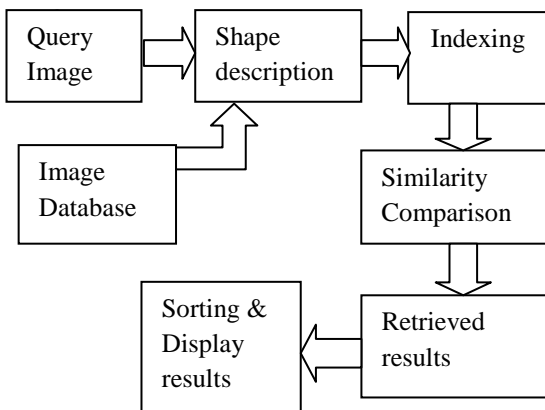 Query
Image
Shape
description
Indexing
Image
Database
Similarity
Comparison
Sorting &
Display
results
Retrieved
results